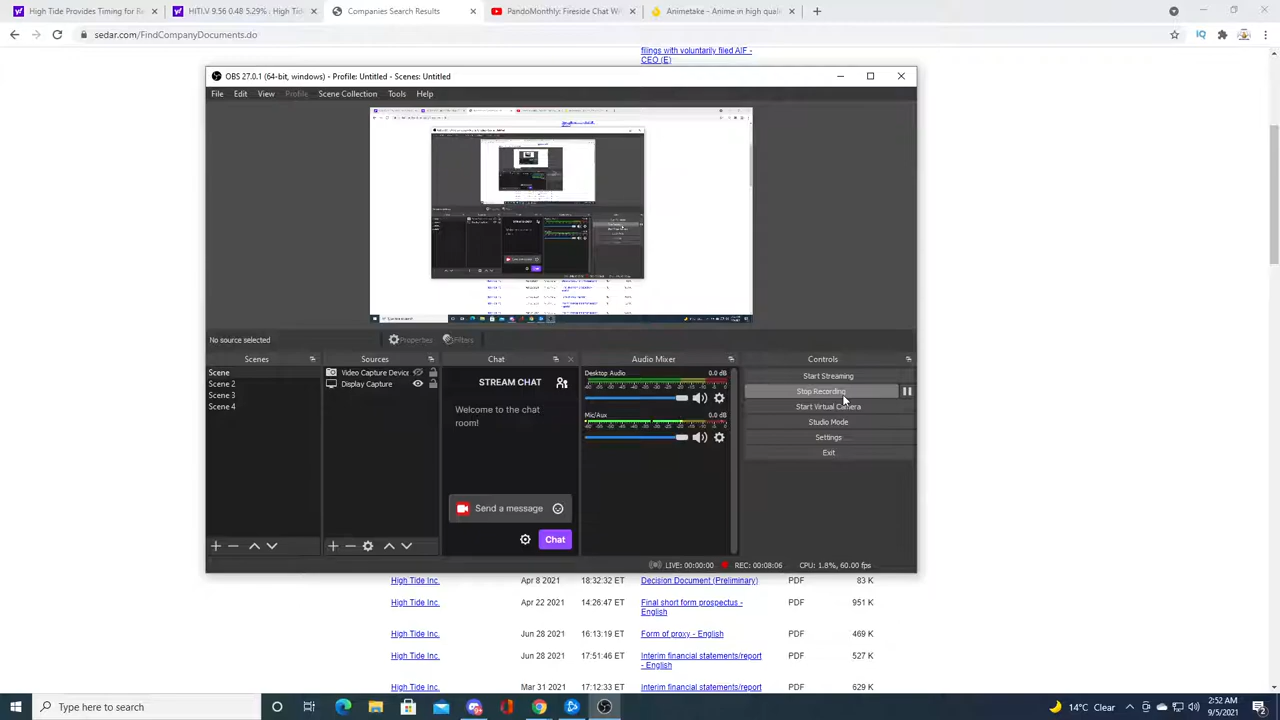 High Tide Provides Timing for Ra
HITI.V 9.56 0.48 5.29% : High Tid
Companies Search Results
PandoMonthly: Fireside Chat Wit
Animetake - Anime in high quali
sedar.com/FindCompanyDocuments.do
filings with voluntarily filed AIF -
CEO (E)
OBS 27.0.1 (64-bit, windows) - Profile: Untitled - Scenes: Untitled
File Edit View Profile Scene Collection Tools Help
No source selected
Properties
Filters
Scenes
Sources
Chat
Audio Mixer
Controls
Scene
Scene 2
Scene 3
Scene 4
Video Capture Device
Display Capture
STREAM CHAT
Welcome to the chat
room!
Send a message
Chat
Desktop Audio 0.0 dB
Mic/Aux 0.0 dB
Start Streaming
Stop Recording
Start Virtual Camera
Studio Mode
Settings
Exit
LIVE: 00:00:00 REC: 00:08:06 CPU: 1.8%, 60.00 fps
High Tide Inc. Apr 8 2021 18:32:32 ET Decision Document (Preliminary) PDF 83 K
High Tide Inc. Apr 22 2021 14:26:47 ET Final short form prospectus - PDF 951 K
English
High Tide Inc. Jun 28 2021 16:13:19 ET Form of proxy - English PDF 469 K
High Tide Inc. Jun 28 2021 17:51:46 ET Interim financial statements/report PDF 527 K
- English
High Tide Inc. Mar 31 2021 17:12:33 ET Interim financial statements/report PDF 629 K
Type here to search
14°C Clear
2:52 AM
9/5/2021